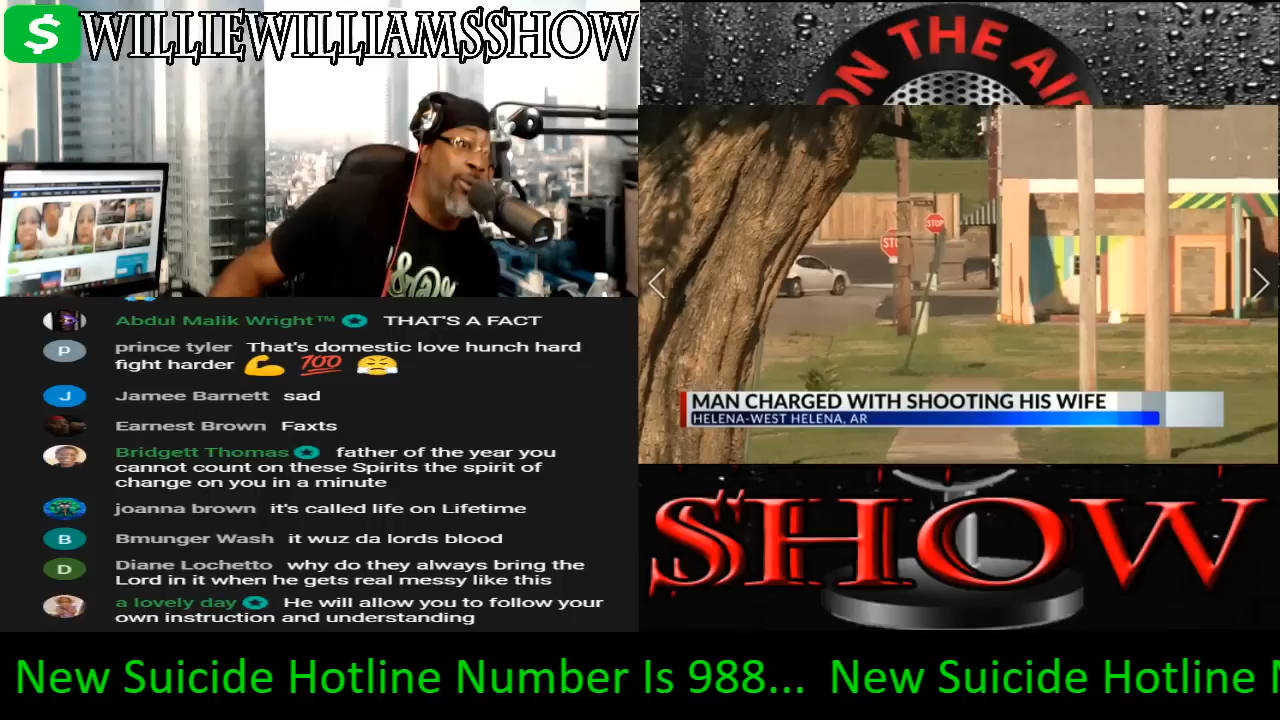 $ WILLIEWILLIAMSSHOW
ON THE AIR
STOP
STOP
MAN CHARGED WITH SHOOTING HIS WIFE
HELENA-WEST HELENA, AR
SHOW
Abdul Malik Wright™ THAT'S A FACT
P prince tyler That's domestic love hunch hard
fight harder 💪 💯 😤
J Jamee Barnett sad
Earnest Brown Faxts
Bridgett Thomas father of the year you
cannot count on these Spirits the spirit of
change on you in a minute
joanna brown it's called life on Lifetime
B Bmunger Wash it wuz da lords blood
D Diane Lochetto why do they always bring the
Lord in it when he gets real messy like this
a lovely day He will allow you to follow your
own instruction and understanding
New Suicide Hotline Number Is 988... New Suicide Hotline N